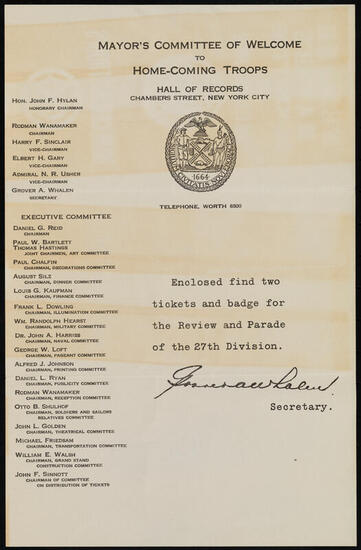 MAYOR'S COMMITTEE OF WELCOME
TO
HOME-COMING TROOPS
HALL OF RECORDS
CHAMBERS STREET, NEW YORK CITY
HON. JOHN F. HYLAN
HONORARY CHAIRMAN
RODMAN WANAMAKER
CHAIRMAN
HARRY F. SINCLAIR
VICE-CHAIRMAN
ELBERT H. GARY
VICE-CHAIRMAN
ADMIRAL N. R. USHER
VICE-CHAIRMAN
GROVER A. WHALEN
SECRETARY
1664
TELEPHONE, WORTH 6500
EXECUTIVE COMMITTEE
DANIEL G. REID
CHAIRMAN
PAUL W. BARTLETT
THOMAS HASTINGS
JOINT CHAIRMEN, ART COMMITTEE
PAUL CHALFIN
CHAIRMAN, DECORATIONS COMMITTEE
AUGUST SILZ
CHAIRMAN, DINNER COMMITTEE
LOUIS G. KAUFMAN
CHAIRMAN, FINANCE COMMITTEE
FRANK L. DOWLING
CHAIRMAN, ILLUMINATION COMMITTEE
WM. RANDOLPH HEARST
CHAIRMAN, MILITARY COMMITTEE
DR. JOHN A. HARRISS
CHAIRMAN, NAVAL COMMITTEE
GEORGE W. LOFT
CHAIRMAN, PAGEANT COMMITTEE
ALFRED J. JOHNSON
CHAIRMAN, PRINTING COMMITTEE
DANIEL L. RYAN
CHAIRMAN, PUBLICITY COMMITTEE
RODMAN WANAMAKER
CHAIRMAN, RECEPTION COMMITTEE
OTTO B. SHULHOF
CHAIRMAN, SOLDIERS AND SAILORS
RELATIVES COMMITTEE
JOHN L. GOLDEN
CHAIRMAN, THEATRICAL COMMITTEE
MICHAEL FRIEDSAM
CHAIRMAN, TRANSPORTATION COMMITTEE
WILLIAM E. WALSH
CHAIRMAN, GRAND STAND
CONSTRUCTION COMMITTEE
JOHN F. SINNOTT
CHAIRMAN OF COMMITTEE
ON DISTRIBUTION OF TICKETS
Enclosed find two
tickets and badge for
the Review and Parade
of the 27th Division.
Grover A Whalen
Secretary.